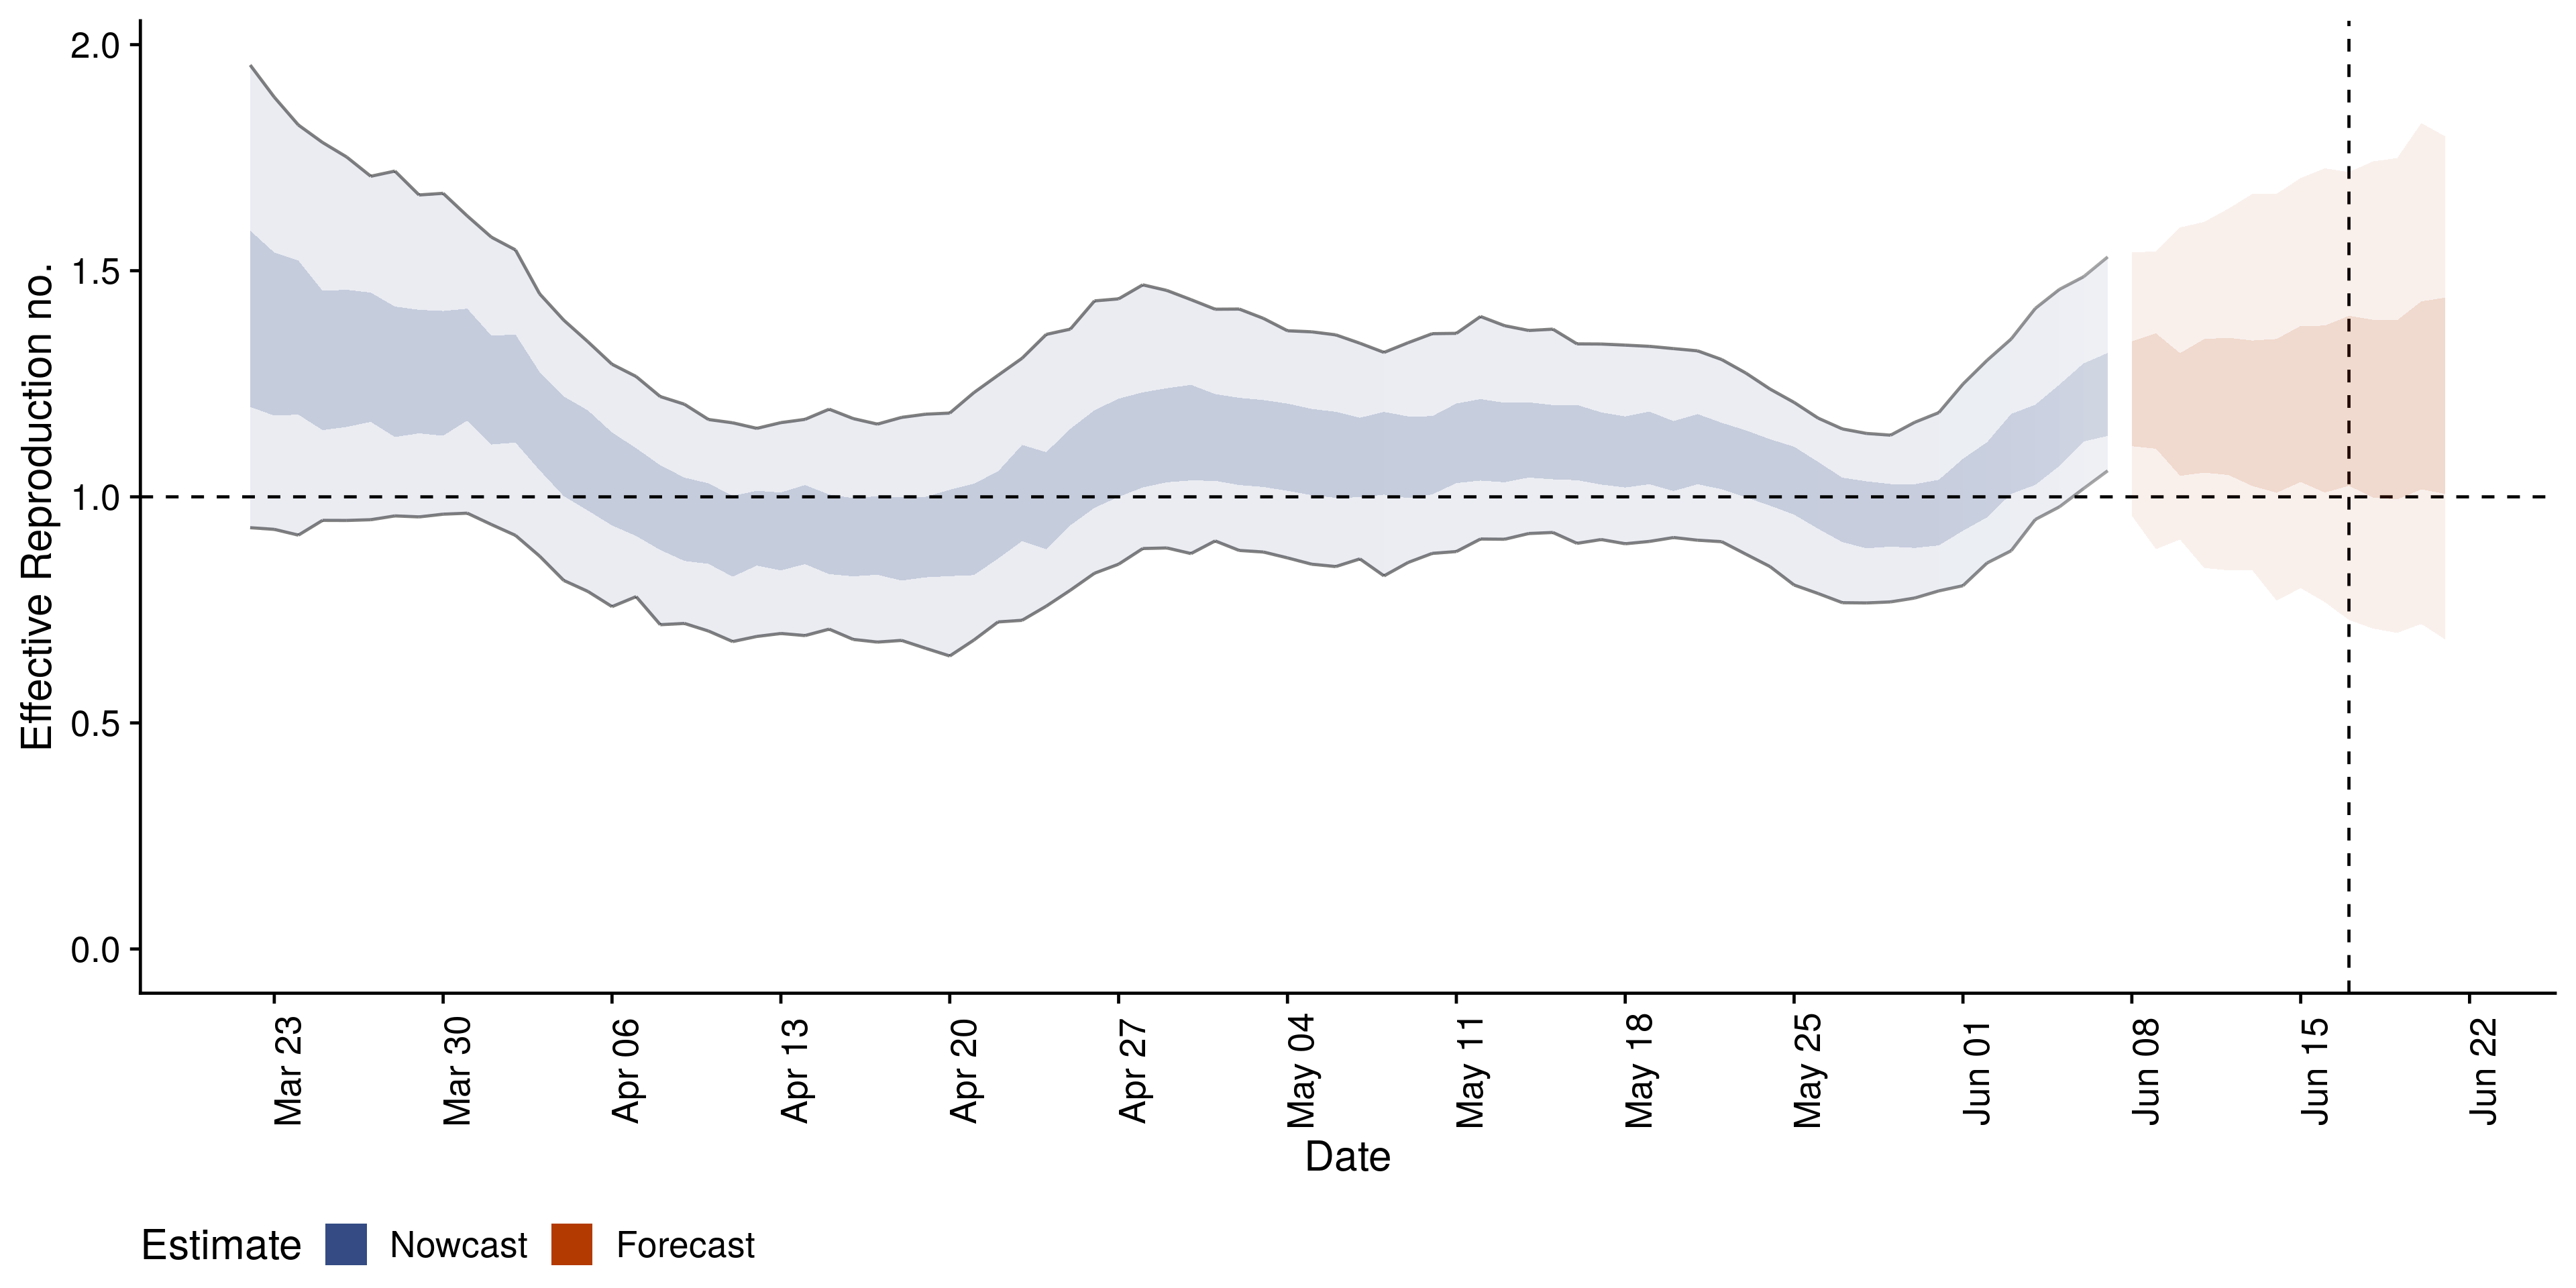 Effective Reproduction no.
2.0
1.5
1.0
0.5
0.0
Mar 23
Mar 30
Apr 06
Apr 13
Apr 20
Apr 27
May 04
May 11
May 18
May 25
Jun 01
Jun 08
Jun 15
Jun 22
Date
Estimate Nowcast Forecast